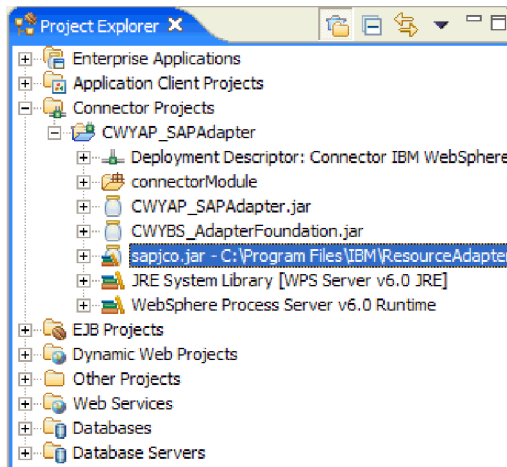 Project Explorer
Enterprise Applications
Application Client Projects
Connector Projects
CWYAP_SAPAdapter
Deployment Descriptor: Connector IBM WebSphere
connectorModule
CWYAP_SAPAdapter.jar
CWYBS_AdapterFoundation.jar
sapjco.jar - C:\Program Files\IBM\ResourceAdapter
JRE System Library [WPS Server v6.0 JRE]
WebSphere Process Server v6.0 Runtime
EJB Projects
Dynamic Web Projects
Other Projects
Web Services
Databases
Database Servers